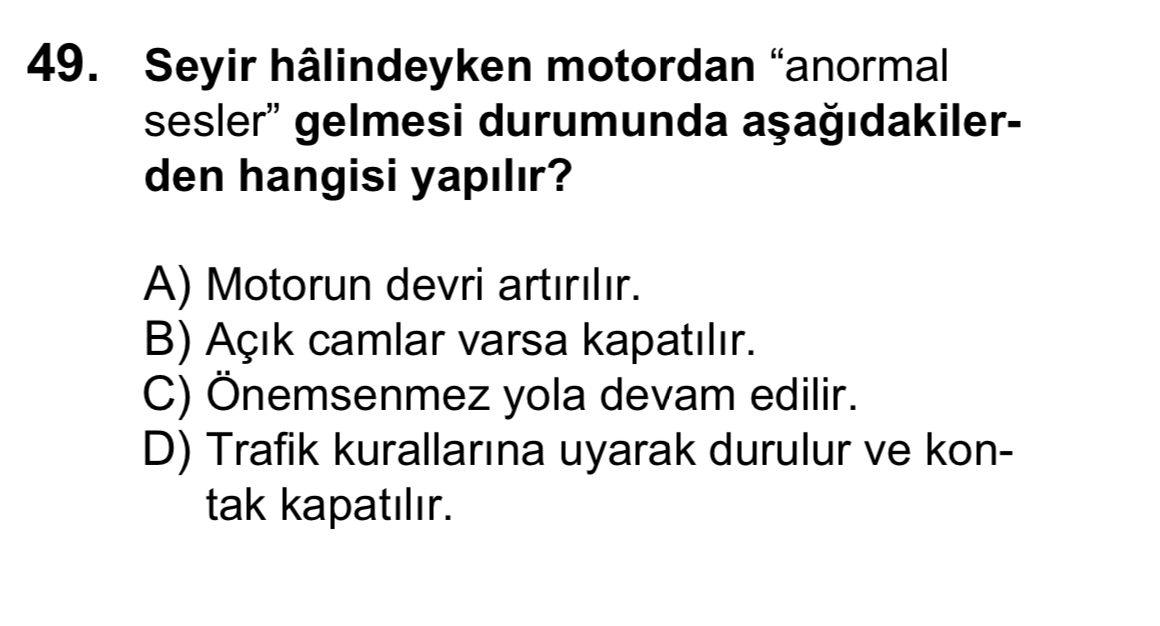 49. Seyir hâlindeyken motordan “anormal
sesler” gelmesi durumunda aşağıdakiler-
den hangisi yapılır?
A) Motorun devri artırılır.
B) Açık camlar varsa kapatılır.
C) Önemsenmez yola devam edilir.
D) Trafik kurallarına uyarak durulur ve kon-
tak kapatılır.